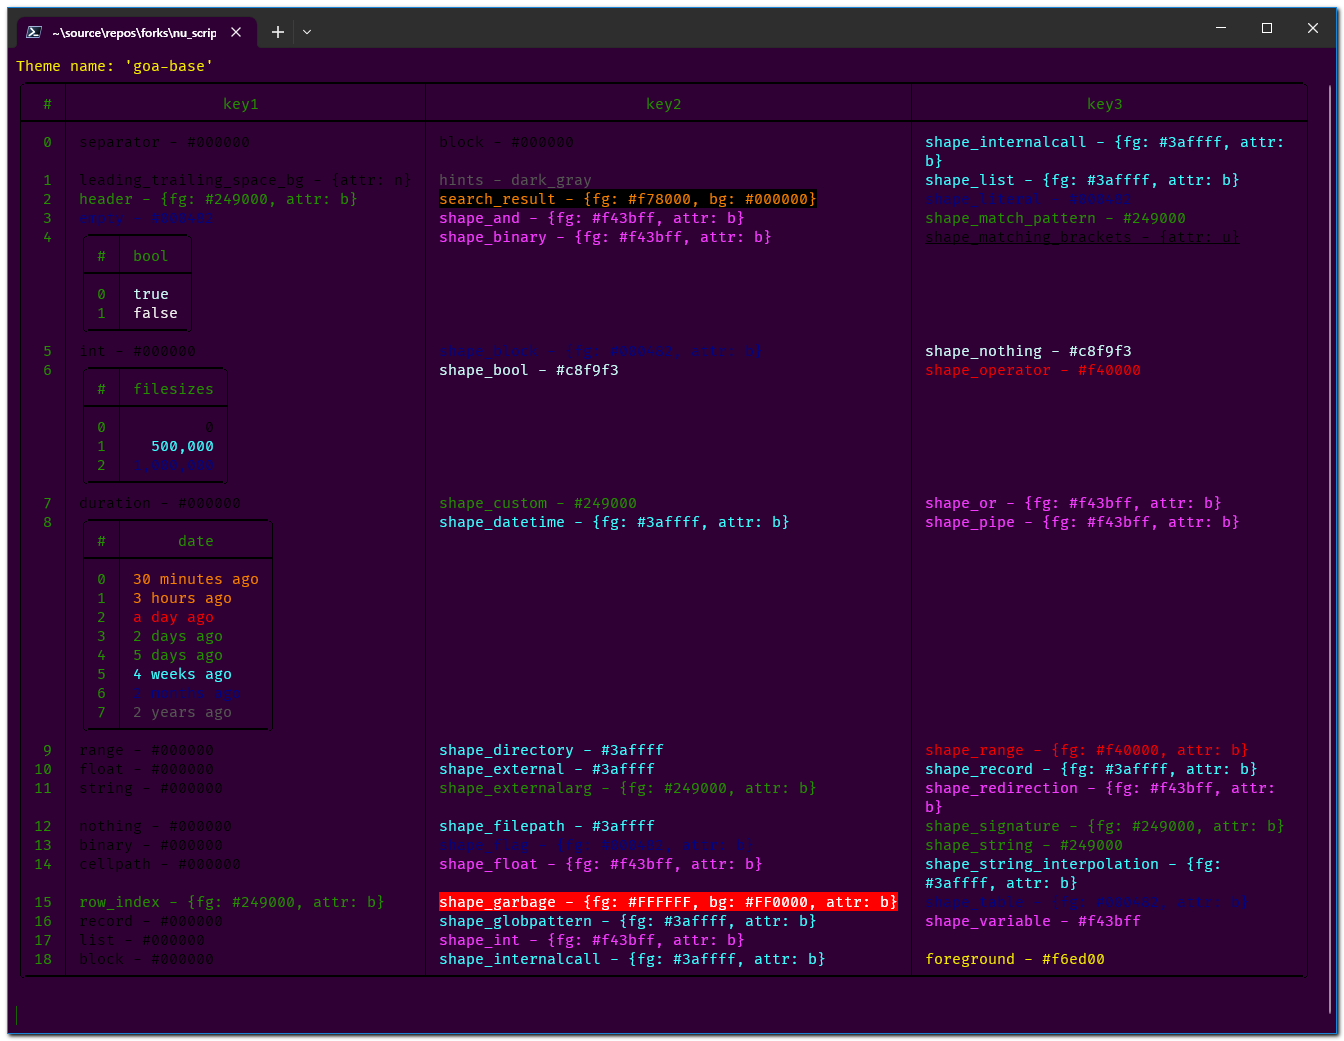 ~\source\repos\forks\nu_scrip
Theme name: 'goa-base'
# key1 key2 key3
0 separator - #000000 block - #000000 shape_internalcall - {fg: #3affff, attr:
b}
1 leading_trailing_space_bg - {attr: n} hints - dark_gray shape_list - {fg: #3affff, attr: b}
2 header - {fg: #249000, attr: b} search_result - {fg: #f78000, bg: #000000}
3 shape_and - {fg: #f43bff, attr: b} shape_match_pattern - #249000
4 shape_binary - {fg: #f43bff, attr: b} shape_matching_brackets - {attr: u}
# bool
0 true
1 false
5 int - #000000 shape_nothing - #c8f9f3
6 shape_bool - #c8f9f3 shape_operator - #f40000
# filesizes
0 0
1 500,000
2 1,000,000
7 duration - #000000 shape_custom - #249000 shape_or - {fg: #f43bff, attr: b}
8 shape_datetime - {fg: #3affff, attr: b} shape_pipe - {fg: #f43bff, attr: b}
# date
0 30 minutes ago
1 3 hours ago
2 a day ago
3 2 days ago
4 5 days ago
5 4 weeks ago
6 months ago
7 2 years ago
9 range - #000000 shape_directory - #3affff shape_range - {fg: #f40000, attr: b}
10 float - #000000 shape_external - #3affff shape_record - {fg: #3affff, attr: b}
11 string - #000000 shape_externalarg - {fg: #249000, attr: b} shape_redirection - {fg: #f43bff, attr:
b}
12 nothing - #000000 shape_filepath - #3affff shape_signature - {fg: #249000, attr: b}
13 binary - #000000 shape_string - #249000
14 cellpath - #000000 shape_float - {fg: #f43bff, attr: b} shape_string_interpolation - {fg:
#3affff, attr: b}
15 row_index - {fg: #249000, attr: b} shape_garbage - {fg: #FFFFFF, bg: #FF0000, attr: b}
16 record - #000000 shape_globpattern - {fg: #3affff, attr: b} shape_variable - #f43bff
17 list - #000000 shape_int - {fg: #f43bff, attr: b}
18 block - #000000 shape_internalcall - {fg: #3affff, attr: b} foreground - #f6ed00